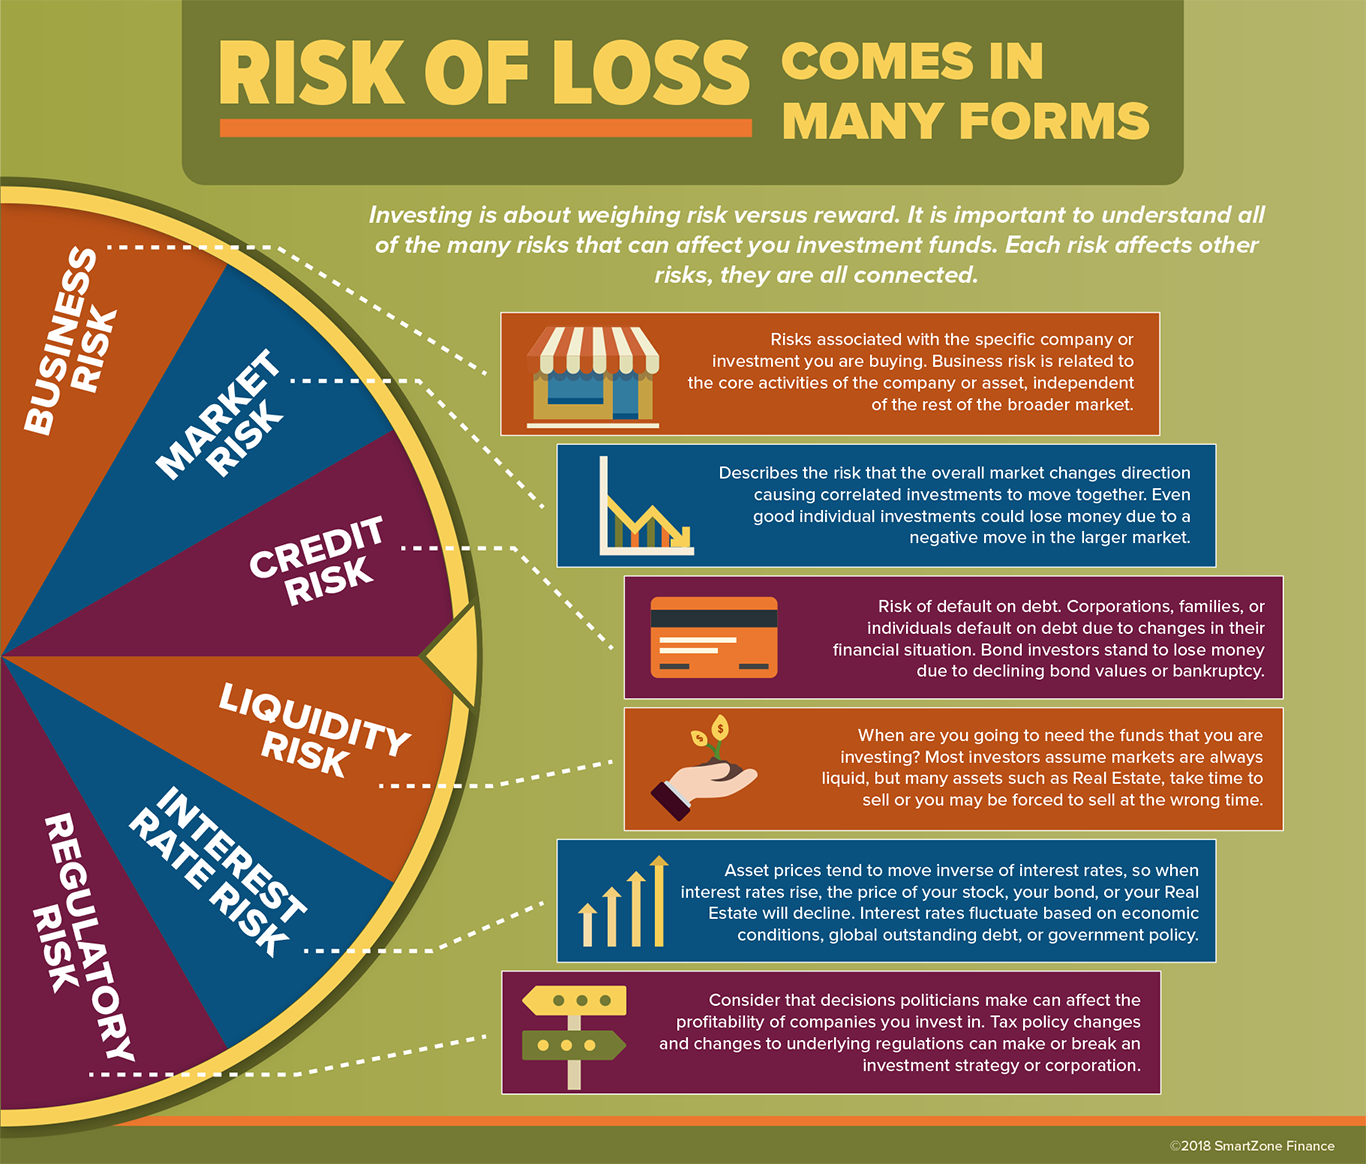 RISK OF LOSS
COMES IN
MANY FORMS
Investing is about weighing risk versus reward. It is important to understand all
of the many risks that can affect you investment funds. Each risk affects other
risks, they are all connected.
BUSINESS
RISK
Risks associated with the specific company or
investment you are buying. Business risk is related to
the core activities of the company or asset, independent
of the rest of the broader market.
MARKET
RISK
Describes the risk that the overall market changes direction
causing correlated investments to move together. Even
good individual investments could lose money due to a
negative move in the larger market.
CREDIT
RISK
Risk of default on debt. Corporations, families, or
individuals default on debt due to changes in their
financial situation. Bond investors stand to lose money
due to declining bond values or bankruptcy.
LIQUIDITY
RISK
$
$
When are you going to need the funds that you are
investing? Most investors assume markets are always
liquid, but many assets such as Real Estate, take time to
sell or you may be forced to sell at the wrong time.
INTEREST
RATE RISK
Asset prices tend to move inverse of interest rates, so when
interest rates rise, the price of your stock, your bond, or your Real
Estate will decline. Interest rates fluctuate based on economic
conditions, global outstanding debt, or government policy.
REGULATORY
RISK
Consider that decisions politicians make can affect the
profitability of companies you invest in. Tax policy changes
and changes to underlying regulations can make or break an
investment strategy or corporation.
©2018 SmartZone Finance